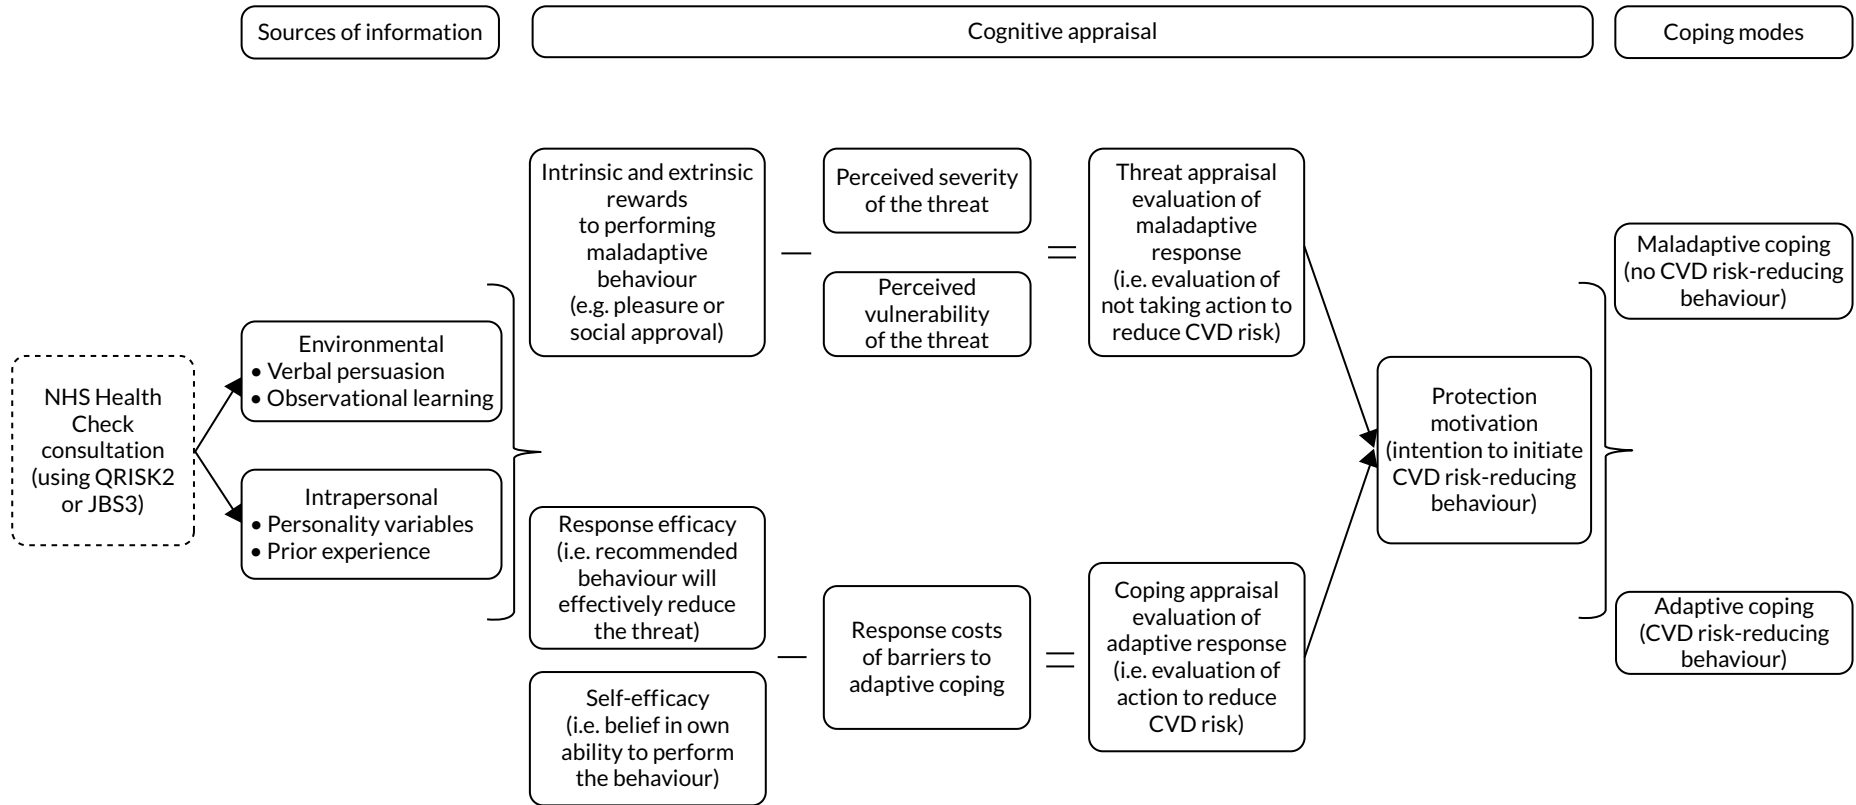 Sources of information
Cognitive appraisal
Coping modes
NHS Health
Check
consultation
(using QRISK2
or JBS3)
Environmental
• Verbal persuasion
• Observational learning
Intrapersonal
• Personality variables
• Prior experience
Intrinsic and extrinsic
rewards
to performing
maladaptive
behaviour
(e.g. pleasure or
social approval)
—
Perceived severity
of the threat
Perceived
vulnerability
of the threat
=
Threat appraisal
evaluation of
maladaptive
response
(i.e. evaluation of
not taking action to
reduce CVD risk)
Response efficacy
(i.e. recommended
behaviour will
effectively reduce
the threat)
Self-efficacy
(i.e. belief in own
ability to perform
the behaviour)
—
Response costs
of barriers to
adaptive coping
=
Coping appraisal
evaluation of
adaptive response
(i.e. evaluation of
action to reduce
CVD risk)
Protection
motivation
(intention to initiate
CVD risk-reducing
behaviour)
Maladaptive coping
(no CVD risk-reducing
behaviour)
Adaptive coping
(CVD risk-reducing
behaviour)